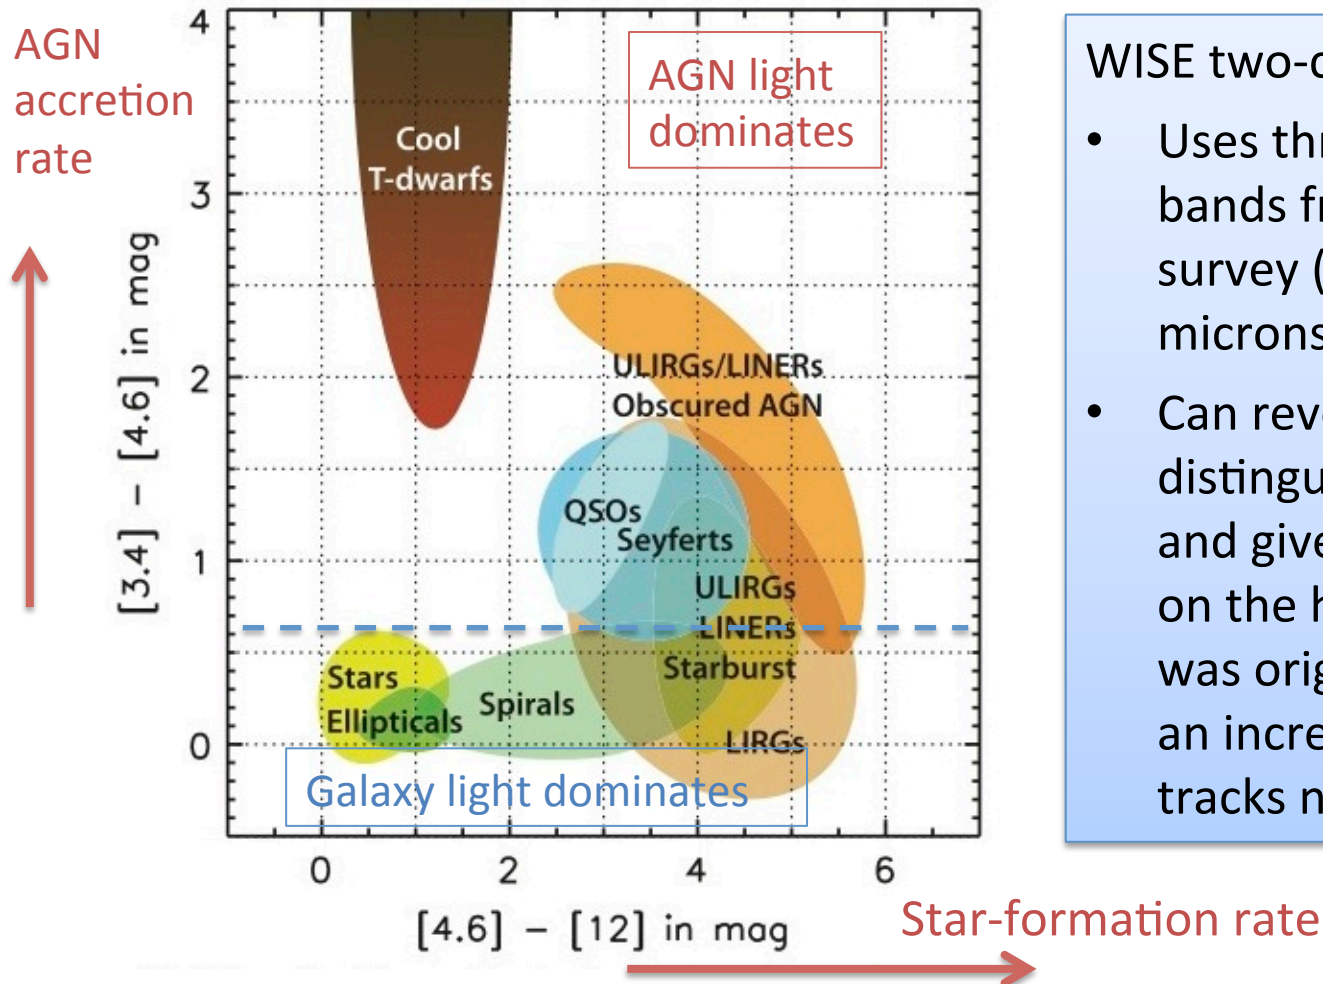 AGN
accretion
rate
4
3
2
1
0
[3.4] – [4.6] in mag
AGN light
dominates
Cool
T-dwarfs
ULIRGs/LINERs
Obscured AGN
QSOs
Seyferts
ULIRGs
LINERs
Starburst
Stars
Spirals
Ellipticals
LIRGs
Galaxy light dominates
0 2 4 6
[4.6] – [12] in mag
Star-formation rate
WISE two-c
• Uses thr
bands fr
survey (
microns
• Can reve
distingu
and give
on the h
was orig
an incre
tracks n